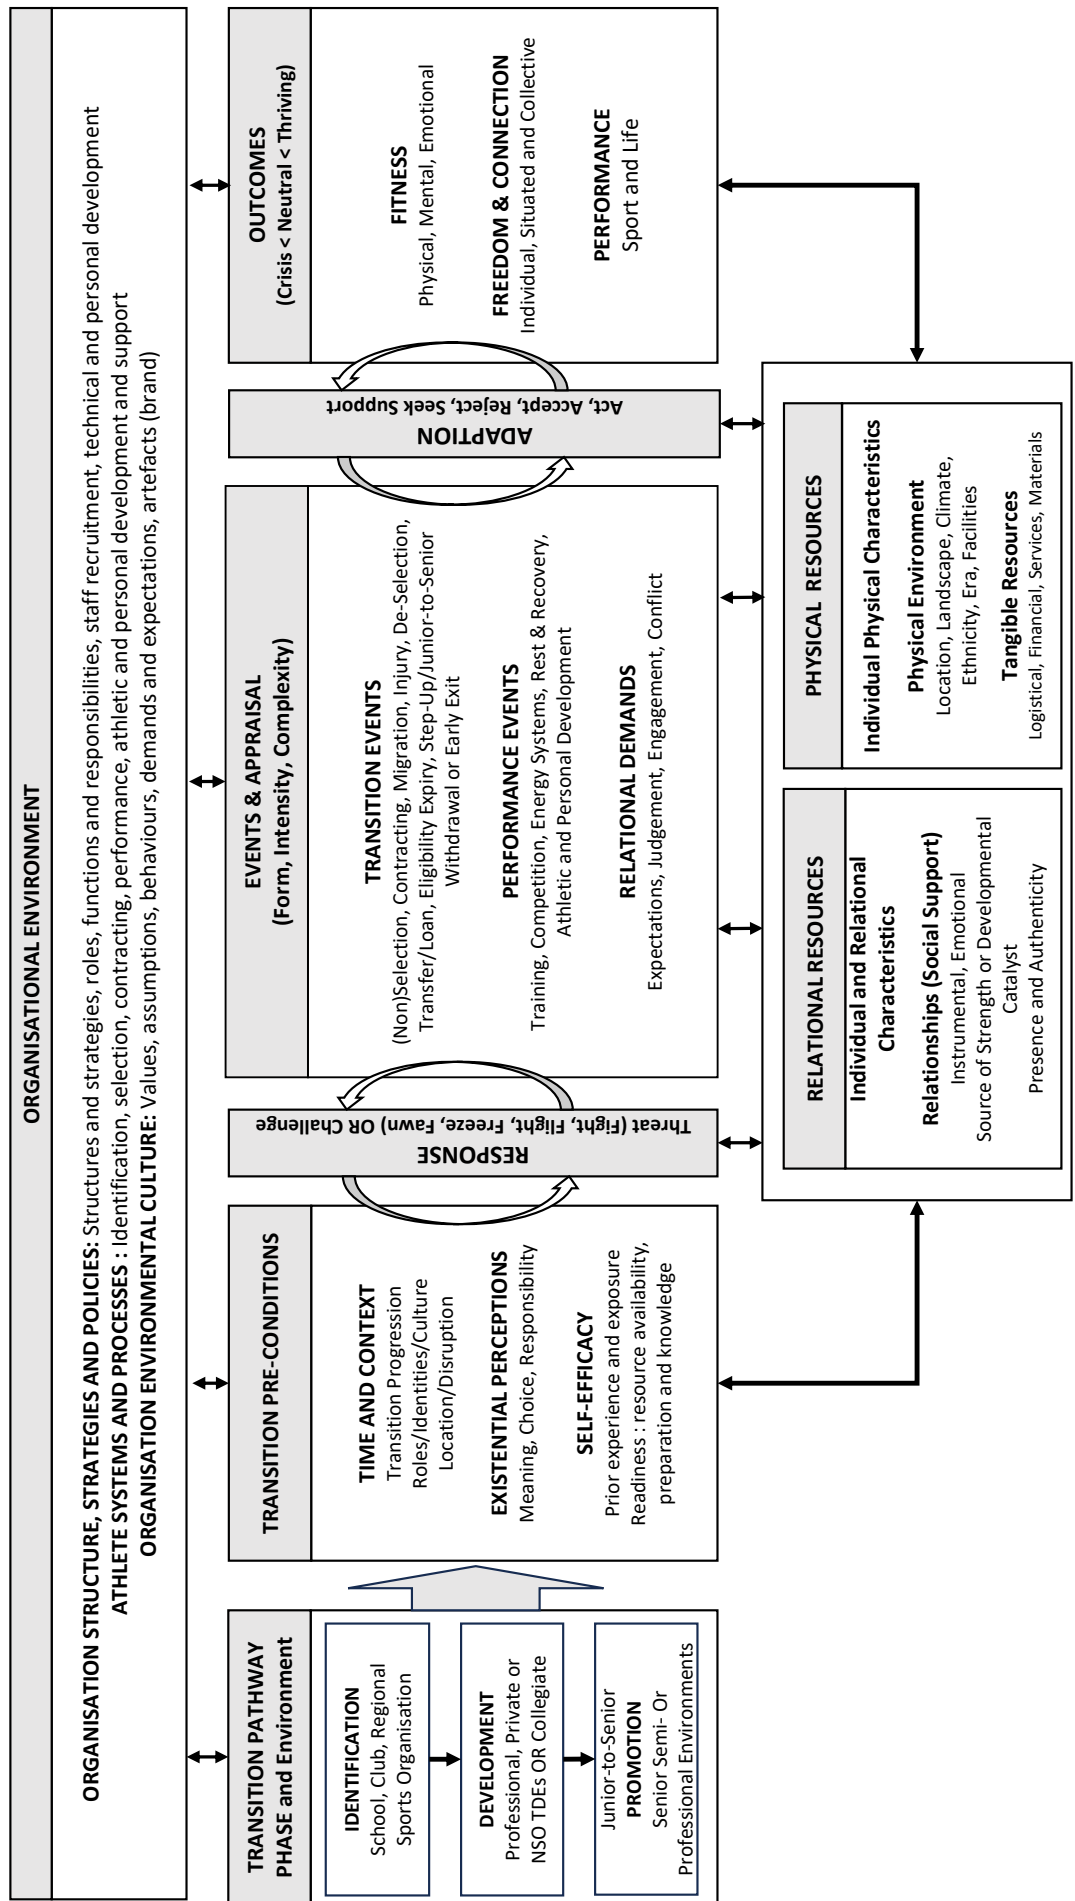 ORGANISATIONAL ENVIRONMENT
ORGANISATION STRUCTURE, STRATEGIES AND POLICIES: Structures and strategies, roles, functions and responsibilities, staff recruitment, technical and personal development
ATHLETE SYSTEMS AND PROCESSES : Identification, selection, contracting, performance, athletic and personal development and support
ORGANISATION ENVIRONMENTAL CULTURE: Values, assumptions, behaviours, demands and expectations, artefacts (brand)
TRANSITION PATHWAY
PHASE and Environment
IDENTIFICATION
School, Club, Regional
Sports Organisation
DEVELOPMENT
Professional, Private or
NSO TDEs OR Collegiate
Junior-to-Senior
PROMOTION
Senior Semi- Or
Professional Environments
TRANSITION PRE-CONDITIONS
TIME AND CONTEXT
Transition Progression
Roles/Identities/Culture
Location/Disruption
EXISTENTIAL PERCEPTIONS
Meaning, Choice, Responsibility
SELF-EFFICACY
Prior experience and exposure
Readiness : resource availability,
preparation and knowledge
RESPONSE
Threat (Fight, Flight, Freeze, Fawn) OR Challenge
EVENTS & APPRAISAL
(Form, Intensity, Complexity)
TRANSITION EVENTS
(Non)Selection, Contracting, Migration, Injury, De-Selection,
Transfer/Loan, Eligibility Expiry, Step-Up/Junior-to-Senior
Withdrawal or Early Exit
PERFORMANCE EVENTS
Training, Competition, Energy Systems, Rest & Recovery,
Athletic and Personal Development
RELATIONAL DEMANDS
Expectations, Judgement, Engagement, Conflict
ADAPTION
Act, Accept, Reject, Seek Support
OUTCOMES
(Crisis < Neutral < Thriving)
FITNESS
Physical, Mental, Emotional
FREEDOM & CONNECTION
Individual, Situated and Collective
PERFORMANCE
Sport and Life
RELATIONAL RESOURCES
Individual and Relational
Characteristics
Relationships (Social Support)
Instrumental, Emotional
Source of Strength or Developmental
Catalyst
Presence and Authenticity
PHYSICAL RESOURCES
Individual Physical Characteristics
Physical Environment
Location, Landscape, Climate,
Ethnicity, Era, Facilities
Tangible Resources
Logistical, Financial, Services, Materials